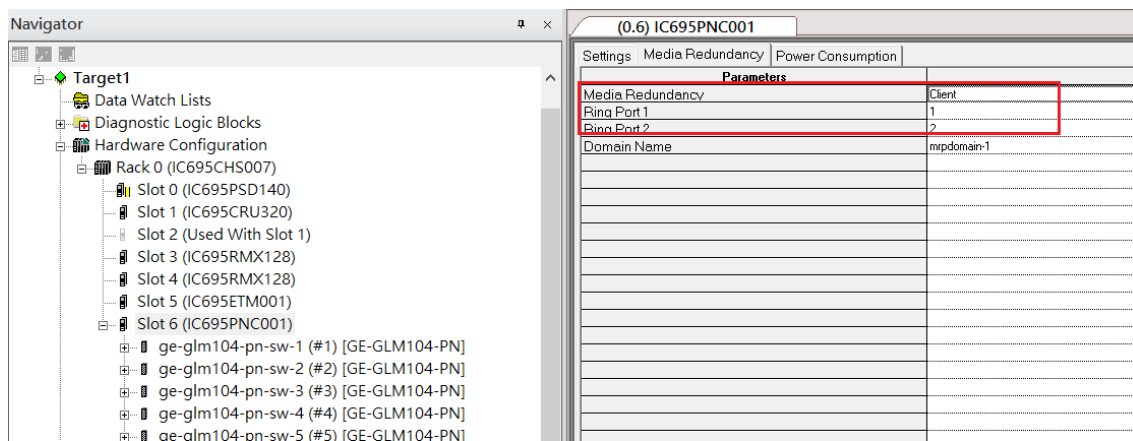 Navigator
Target1
Data Watch Lists
Diagnostic Logic Blocks
Hardware Configuration
Rack 0 (IC695CHS007)
Slot 0 (IC695PSD140)
Slot 1 (IC695CRU320)
Slot 2 (Used With Slot 1)
Slot 3 (IC695RMX128)
Slot 4 (IC695RMX128)
Slot 5 (IC695ETM001)
Slot 6 (IC695PNC001)
ge-glm104-pn-sw-1 (#1) [GE-GLM104-PN]
ge-glm104-pn-sw-2 (#2) [GE-GLM104-PN]
ge-glm104-pn-sw-3 (#3) [GE-GLM104-PN]
ge-glm104-pn-sw-4 (#4) [GE-GLM104-PN]
ge-glm104-pn-sw-5 (#5) [GE-GLM104-PN]
(0.6) IC695PNC001
Settings Media Redundancy Power Consumption
Parameters
Media Redundancy Client
Ring Port 1 1
Ring Port 2 2
Domain Name mrpdomain-1